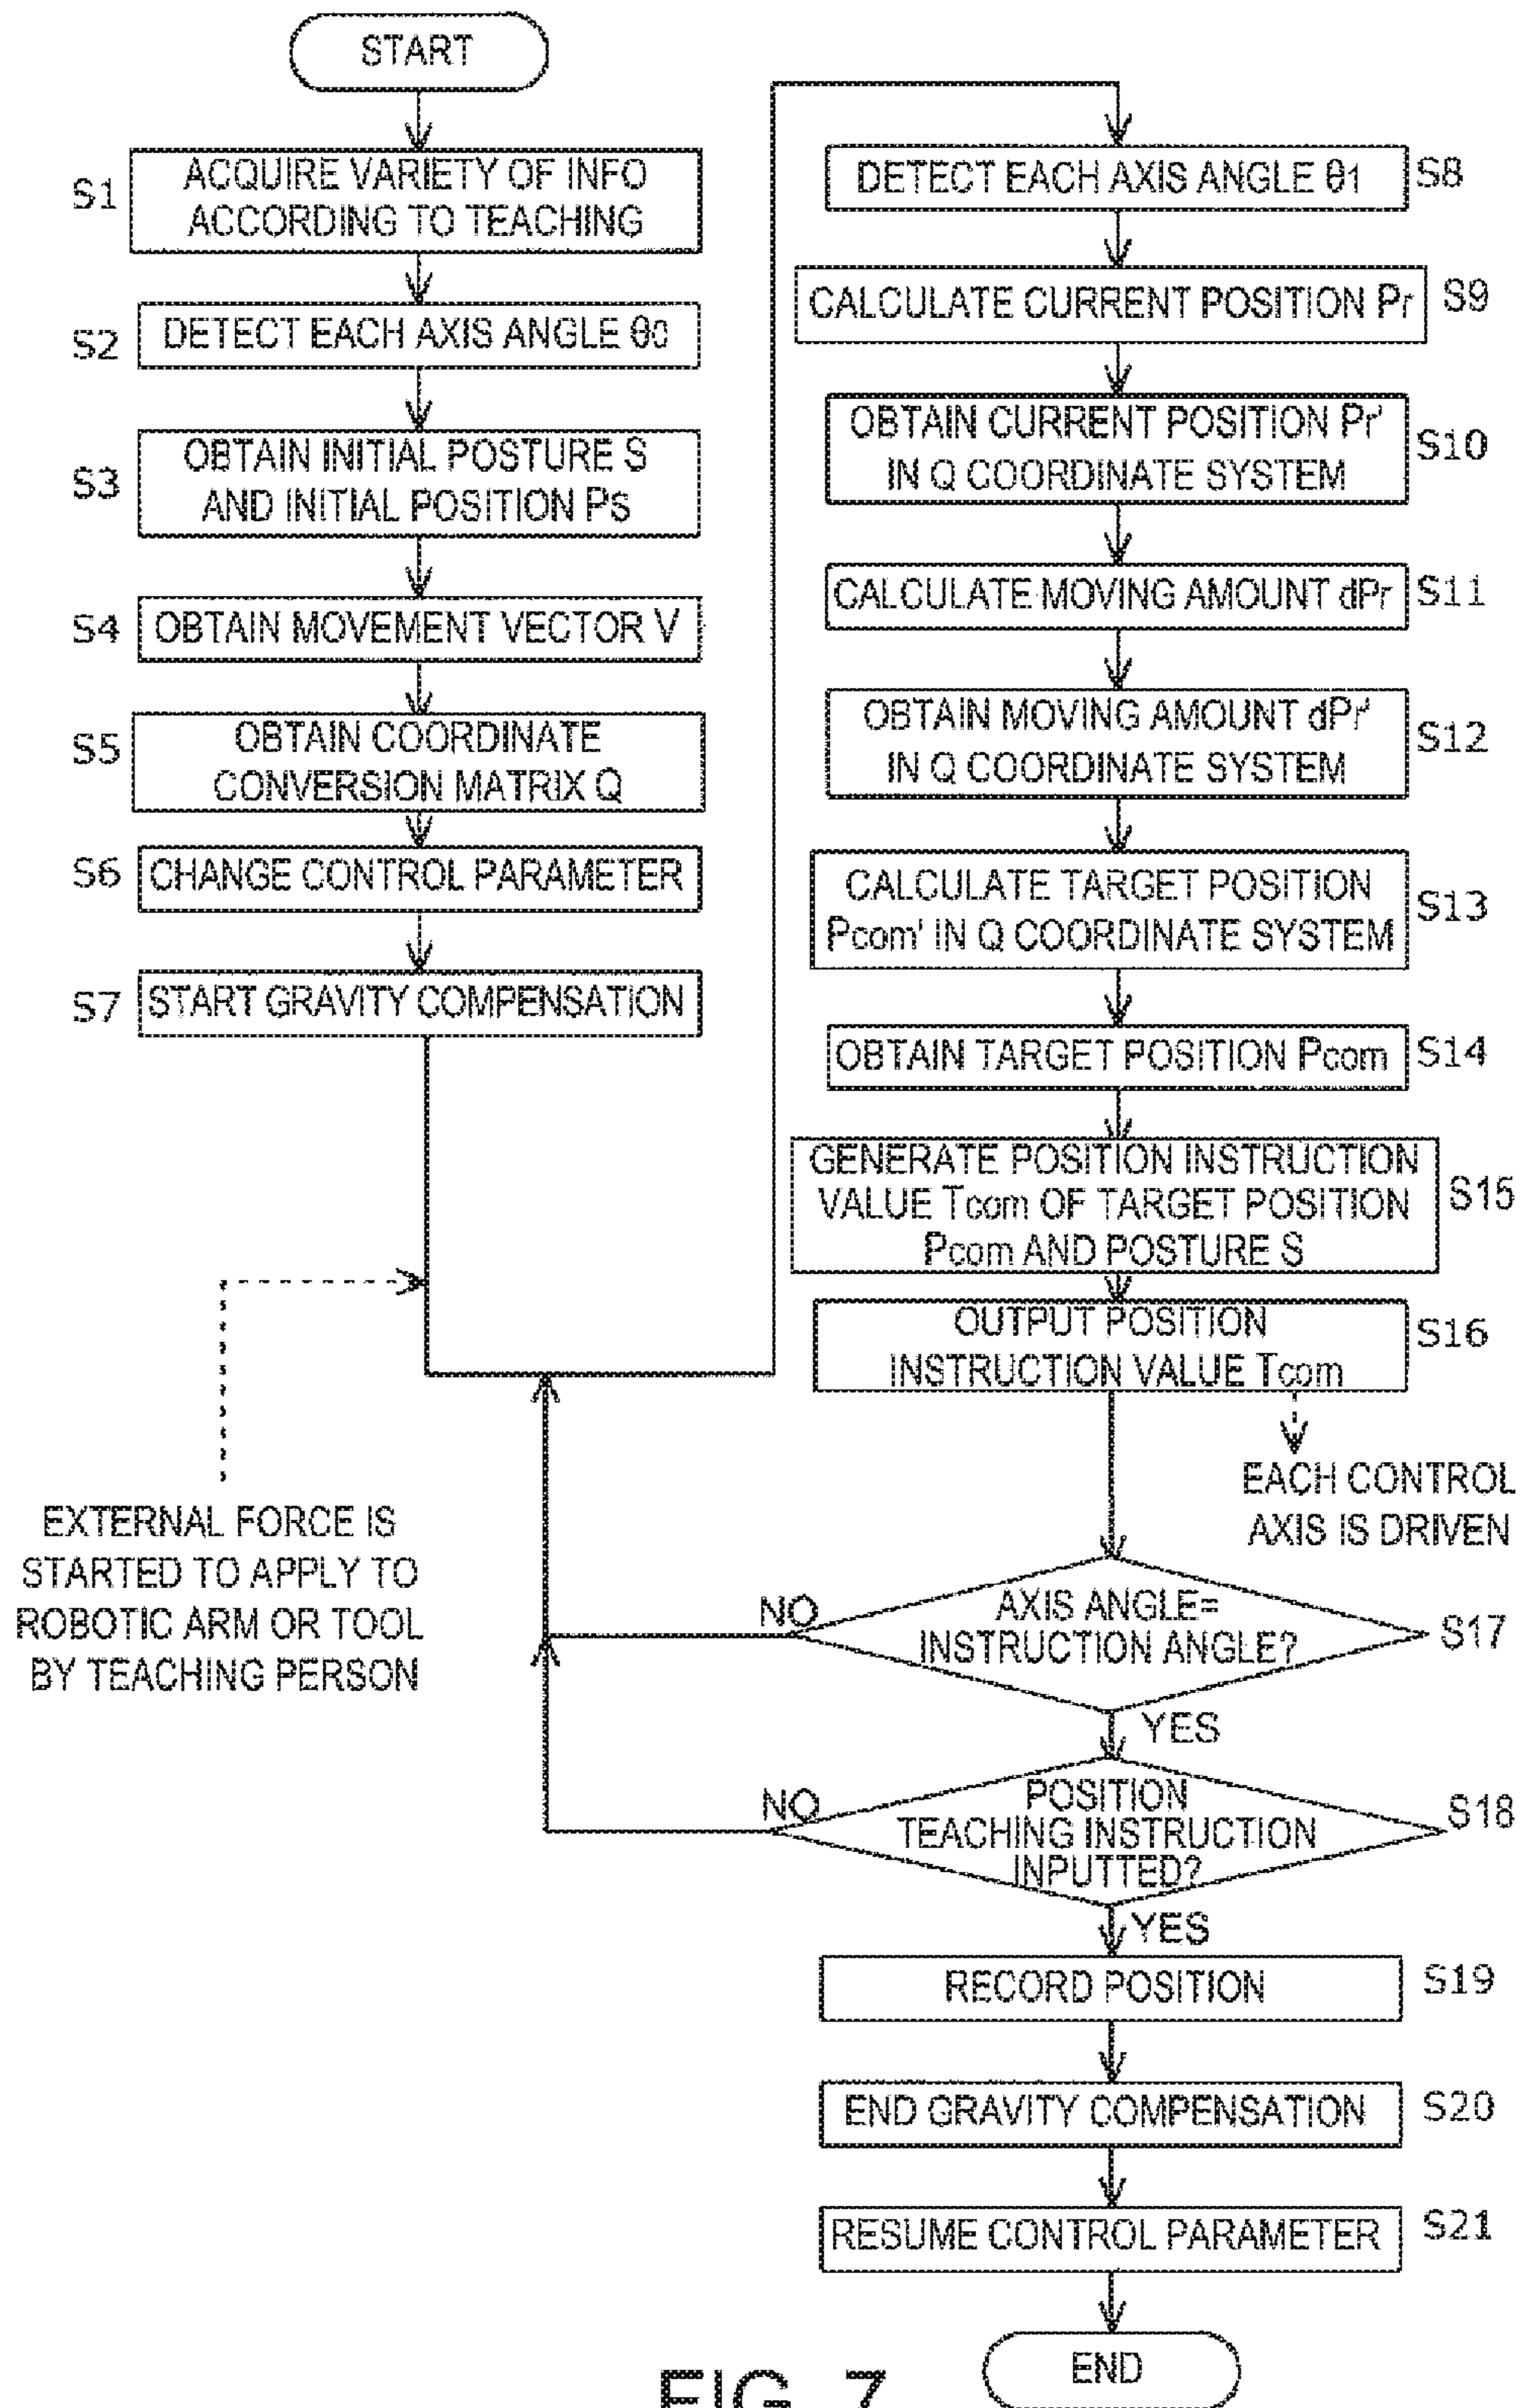 START
S1
ACQUIRE VARIETY OF INFO
ACCORDING TO TEACHING
S2
DETECT EACH AXIS ANGLE θ0
S3
OBTAIN INITIAL POSTURE S
AND INITIAL POSITION Ps
S4
OBTAIN MOVEMENT VECTOR V
S5
OBTAIN COORDINATE
CONVERSION MATRIX Q
S6
CHANGE CONTROL PARAMETER
S7
START GRAVITY COMPENSATION
EXTERNAL FORCE IS
STARTED TO APPLY TO
ROBOTIC ARM OR TOOL
BY TEACHING PERSON
DETECT EACH AXIS ANGLE θ1
S8
CALCULATE CURRENT POSITION Pr
S9
OBTAIN CURRENT POSITION Pr'
IN Q COORDINATE SYSTEM
S10
CALCULATE MOVING AMOUNT dPr
S11
OBTAIN MOVING AMOUNT dPr'
IN Q COORDINATE SYSTEM
S12
CALCULATE TARGET POSITION
Pcom' IN Q COORDINATE SYSTEM
S13
OBTAIN TARGET POSITION Pcom
S14
GENERATE POSITION INSTRUCTION
VALUE Tcom OF TARGET POSITION
Pcom AND POSTURE S
S15
OUTPUT POSITION
INSTRUCTION VALUE Tcom
S16
EACH CONTROL
AXIS IS DRIVEN
AXIS ANGLE=
INSTRUCTION ANGLE?
S17
NO
YES
POSITION
TEACHING INSTRUCTION
INPUTTED?
S18
NO
YES
RECORD POSITION
S19
END GRAVITY COMPENSATION
S20
RESUME CONTROL PARAMETER
S21
END
FIG. 7